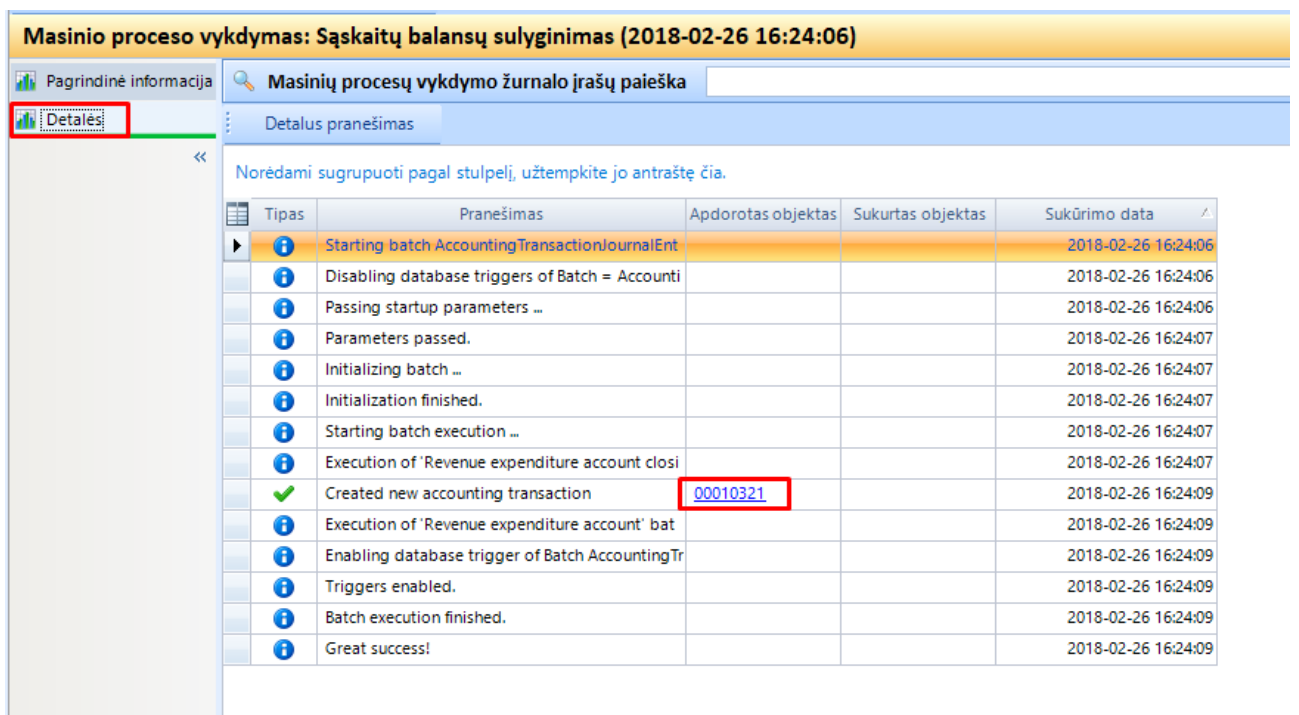 Masinio proceso vykdymas: Sąskaitų balansų sulyginimas (2018-02-26 16:24:06)
Pagrindinė informacija
Detalės
«
Masinių procesų vykdymo žurnalo įrašų paieška
Detalus pranešimas
Norėdami sugrupuoti pagal stulpelį, užtempkite jo antraštę čia.
Tipas Pranešimas Apdorotas objektas Sukurtas objektas Sukūrimo data
Starting batch AccountingTransactionJournalEnt 2018-02-26 16:24:06
Disabling database triggers of Batch = Accounti 2018-02-26 16:24:06
Passing startup parameters ... 2018-02-26 16:24:06
Parameters passed. 2018-02-26 16:24:07
Initializing batch ... 2018-02-26 16:24:07
Initialization finished. 2018-02-26 16:24:07
Starting batch execution ... 2018-02-26 16:24:07
Execution of 'Revenue expenditure account closi 2018-02-26 16:24:07
Created new accounting transaction 00010321 2018-02-26 16:24:09
Execution of 'Revenue expenditure account' bat 2018-02-26 16:24:09
Enabling database trigger of Batch AccountingTr 2018-02-26 16:24:09
Triggers enabled. 2018-02-26 16:24:09
Batch execution finished. 2018-02-26 16:24:09
Great success! 2018-02-26 16:24:09